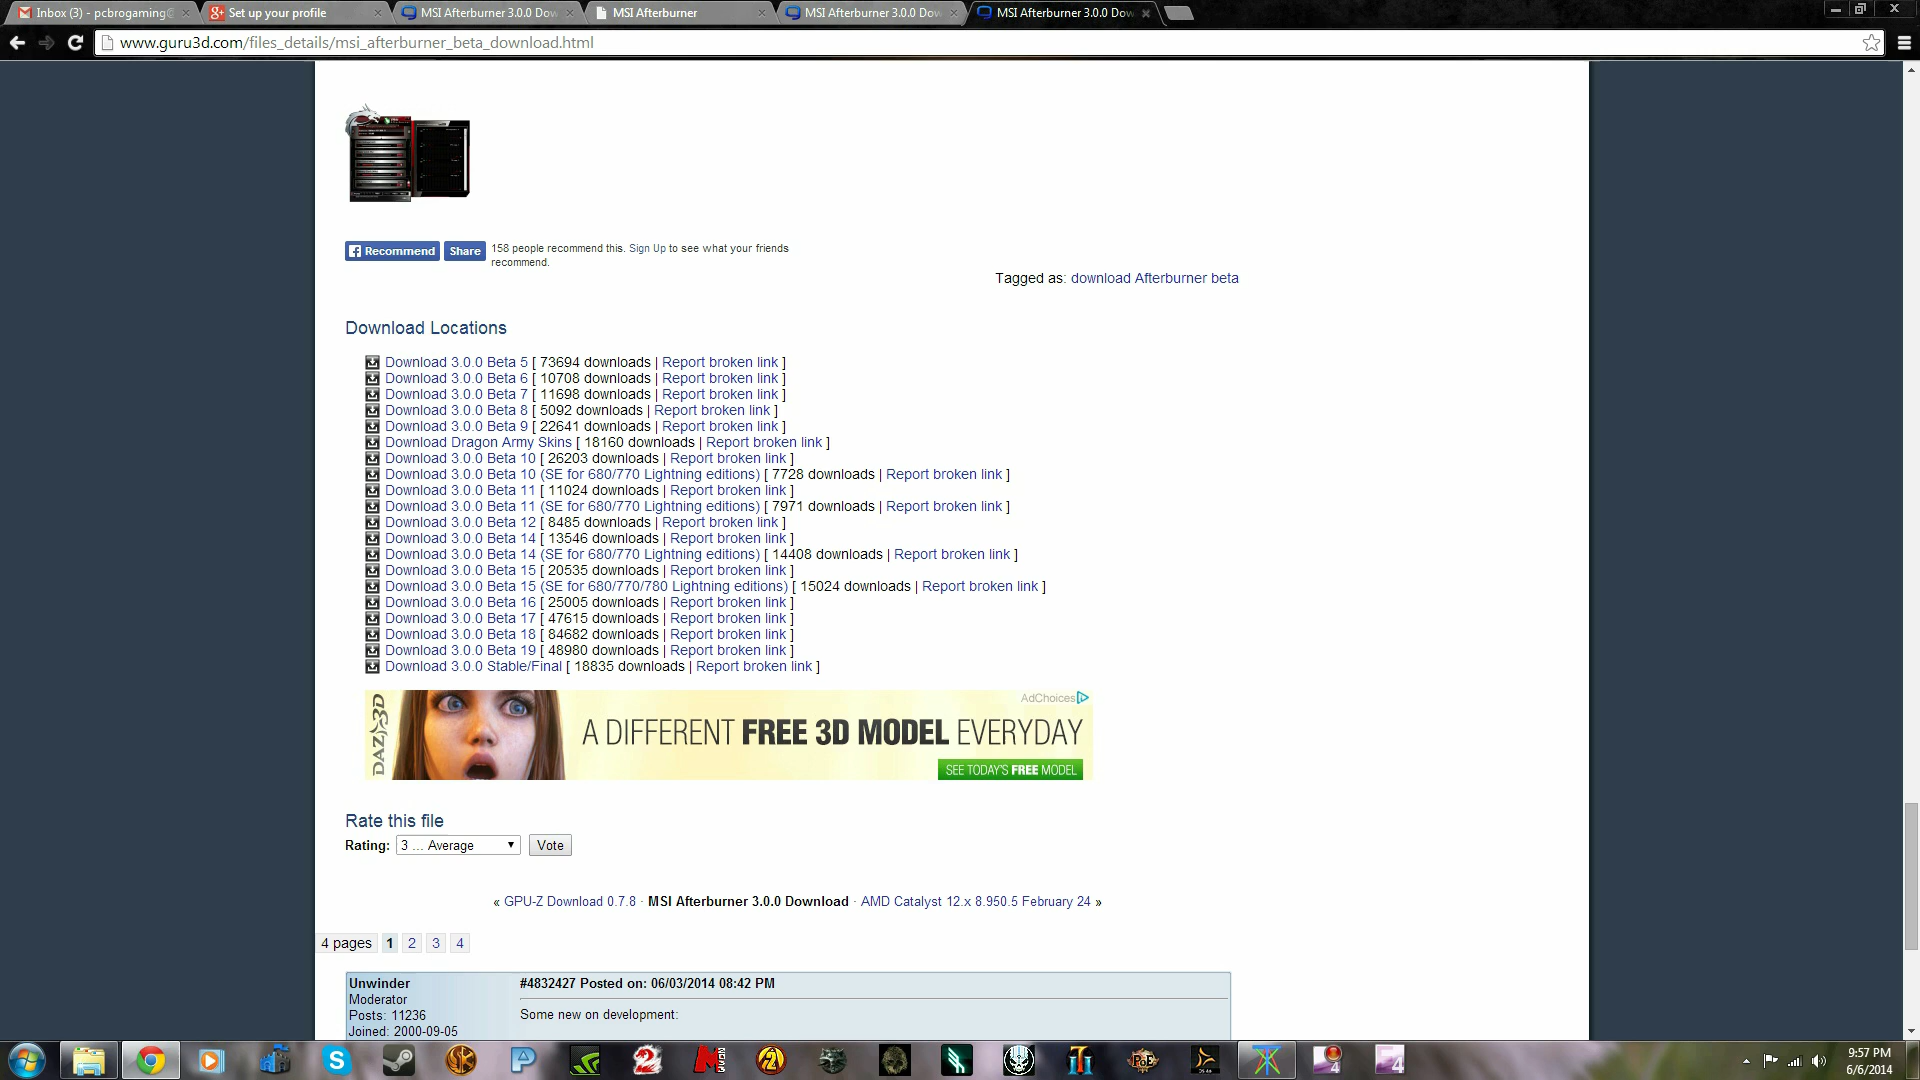 Inbox (3) - pcbrogaming@
Set up your profile
MSI Afterburner 3.0.0 Dow
MSI Afterburner
MSI Afterburner 3.0.0 Dow
MSI Afterburner 3.0.0 Dow
www.guru3d.com/files_details/msi_afterburner_beta_download.html
Recommend Share 158 people recommend this. Sign Up to see what your friends
recommend.
Tagged as: download Afterburner beta
Download Locations
Download 3.0.0 Beta 5 [ 73694 downloads | Report broken link ]
Download 3.0.0 Beta 6 [ 10708 downloads | Report broken link ]
Download 3.0.0 Beta 7 [ 11698 downloads | Report broken link ]
Download 3.0.0 Beta 8 [ 5092 downloads | Report broken link ]
Download 3.0.0 Beta 9 [ 22641 downloads | Report broken link ]
Download Dragon Army Skins [ 18160 downloads | Report broken link ]
Download 3.0.0 Beta 10 [ 26203 downloads | Report broken link ]
Download 3.0.0 Beta 10 (SE for 680/770 Lightning editions) [ 7728 downloads | Report broken link ]
Download 3.0.0 Beta 11 [ 11024 downloads | Report broken link ]
Download 3.0.0 Beta 11 (SE for 680/770 Lightning editions) [ 7971 downloads | Report broken link ]
Download 3.0.0 Beta 12 [ 8485 downloads | Report broken link ]
Download 3.0.0 Beta 14 [ 13546 downloads | Report broken link ]
Download 3.0.0 Beta 14 (SE for 680/770 Lightning editions) [ 14408 downloads | Report broken link ]
Download 3.0.0 Beta 15 [ 20535 downloads | Report broken link ]
Download 3.0.0 Beta 15 (SE for 680/770/780 Lightning editions) [ 15024 downloads | Report broken link ]
Download 3.0.0 Beta 16 [ 25005 downloads | Report broken link ]
Download 3.0.0 Beta 17 [ 47615 downloads | Report broken link ]
Download 3.0.0 Beta 18 [ 84682 downloads | Report broken link ]
Download 3.0.0 Beta 19 [ 48980 downloads | Report broken link ]
Download 3.0.0 Stable/Final [ 18835 downloads | Report broken link ]
AdChoices
DAZ 3D
A DIFFERENT FREE 3D MODEL EVERYDAY
SEE TODAY'S FREE MODEL
Rate this file
Rating: 3 ... Average Vote
« GPU-Z Download 0.7.8 · MSI Afterburner 3.0.0 Download · AMD Catalyst 12.x 8.950.5 February 24 »
4 pages 1 2 3 4
Unwinder
Moderator
Posts: 11236
Joined: 2000-09-05
#4832427 Posted on: 06/03/2014 08:42 PM
Some new on development:
9:57 PM
6/6/2014